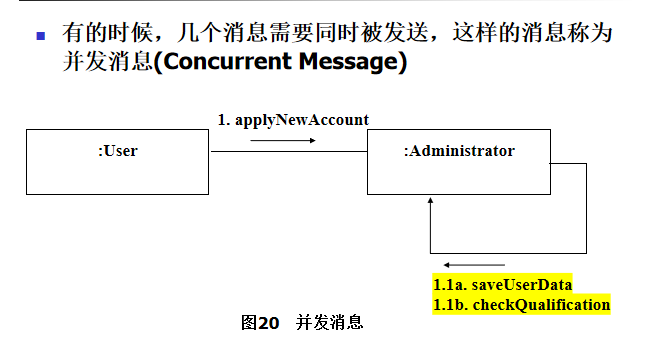 有的时候，几个消息需要同时被发送，这样的消息称为
并发消息(Concurrent Message)
1. applyNewAccount
:User
:Administrator
1.1a. saveUserData
1.1b. checkQualification
图20 并发消息